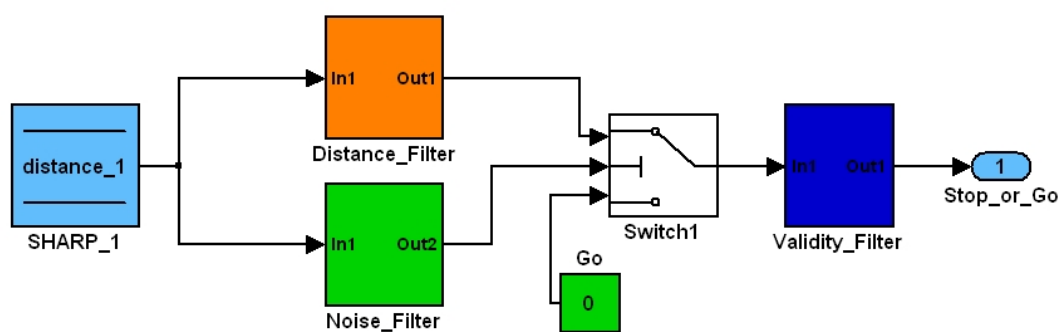 distance_1
SHARP_1
In1 Out1
Distance_Filter
In1 Out2
Noise_Filter
Switch1
Go
0
In1 Out1
Validity_Filter
1
Stop_or_Go